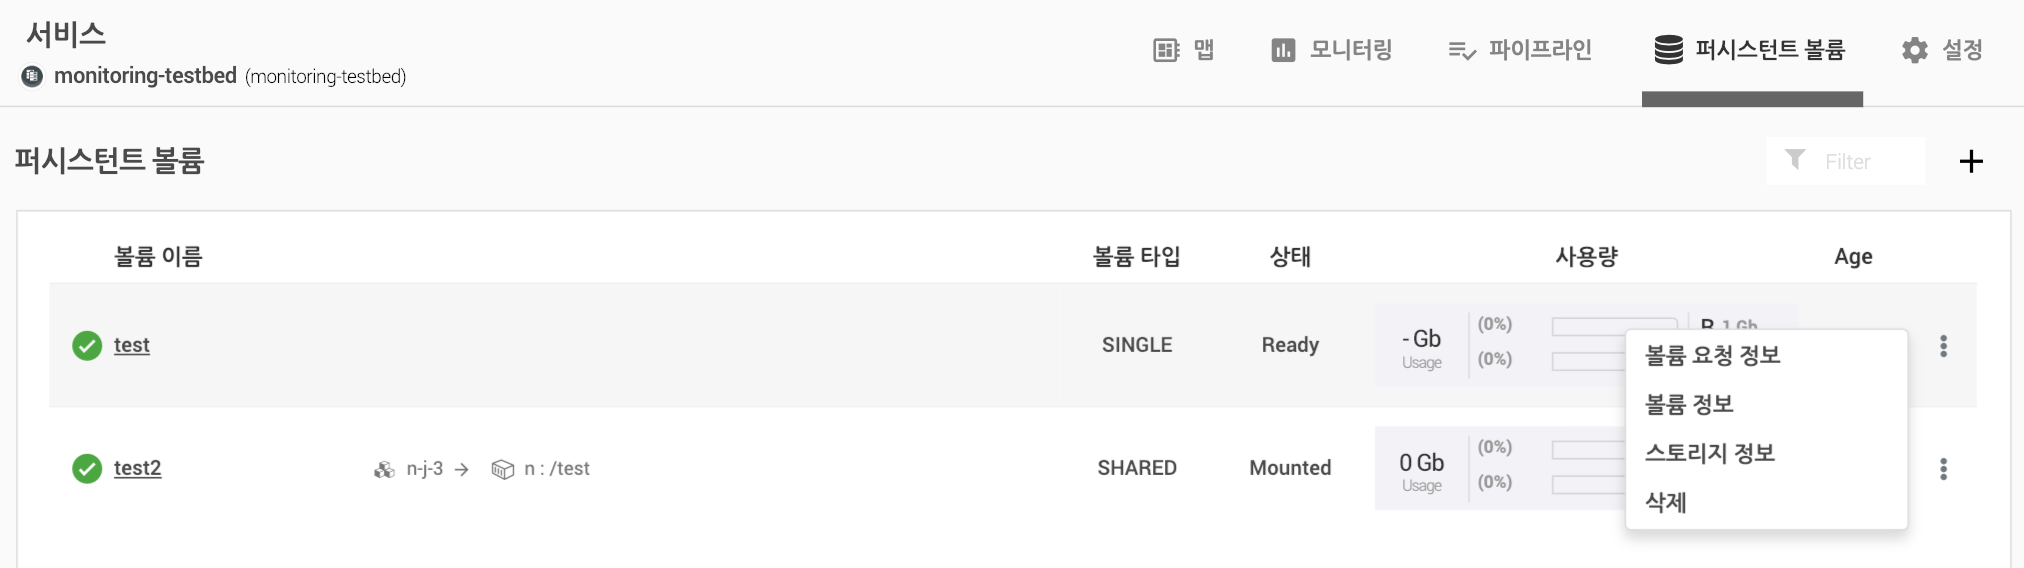 서비스
monitoring-testbed (monitoring-testbed)
맵 모니터링 파이프라인 퍼시스턴트 볼륨 설정
퍼시스턴트 볼륨
Filter
볼륨 이름 볼륨 타입 상태 사용량 Age
test SINGLE Ready - Gb Usage (0%) (0%) 1 Gb
볼륨 요청 정보
볼륨 정보
스토리지 정보
삭제
test2 n-j-3 → n : /test SHARED Mounted 0 Gb Usage (0%) (0%)